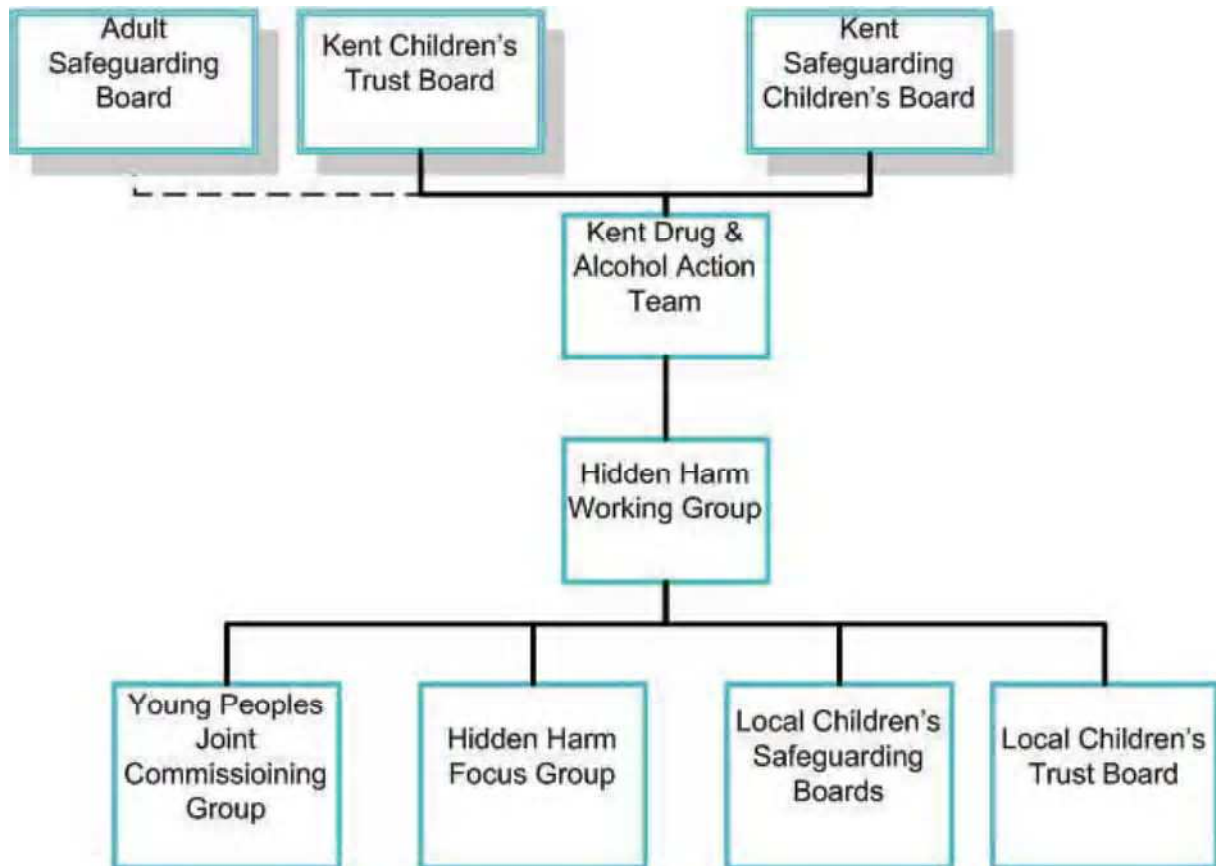 Adult
Safeguarding
Board
Kent Children's
Trust Board
Kent
Safeguarding
Children's Board
Kent Drug &
Alcohol Action
Team
Hidden Harm
Working Group
Young Peoples
Joint
Commissioining
Group
Hidden Harm
Focus Group
Local Children's
Safeguarding
Boards
Local Children's
Trust Board